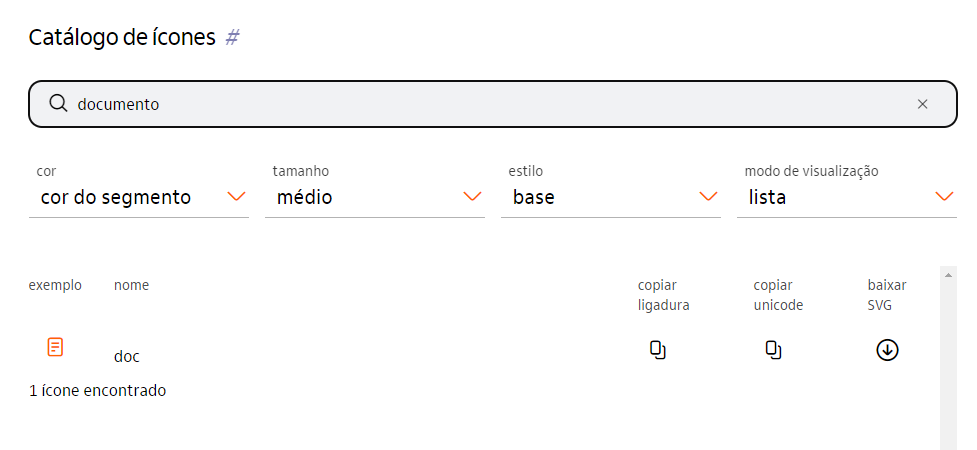 Catálogo de ícones #
documento
cor
tamanho
estilo
modo de visualização
cor do segmento
médio
base
lista
exemplo
nome
copiar ligadura
copiar unicode
baixar SVG
doc
1 ícone encontrado